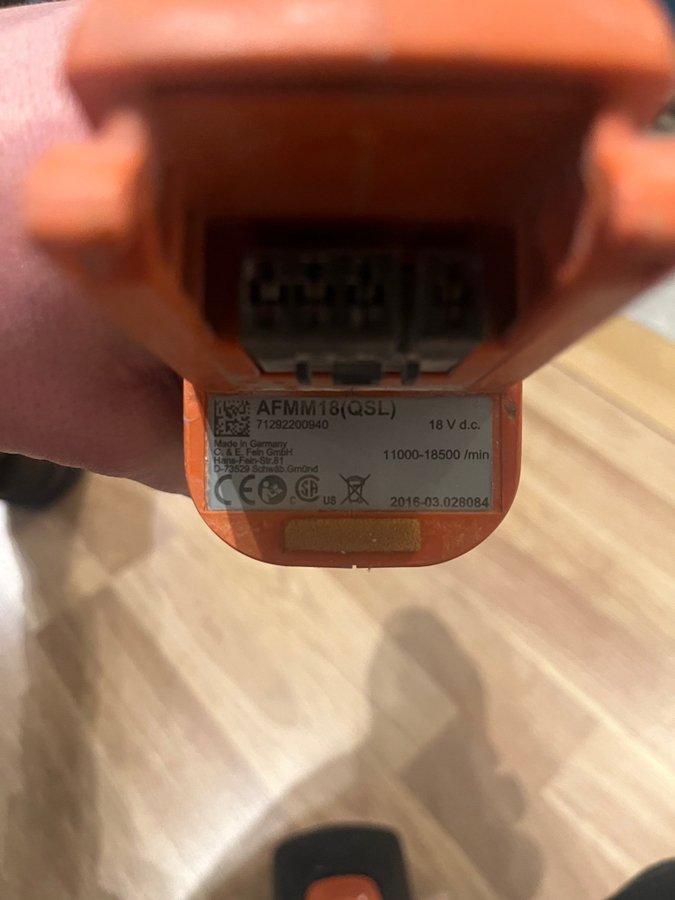 AFMM18(QSL)
71292200940
18 V d.c.
Made in Germany
C. & E. Fein GmbH
Hans-Fein-Str.81
D-73529 Schwäb.Gmünd
11000-18500 /min
CE
c SA US
2016-03.028084